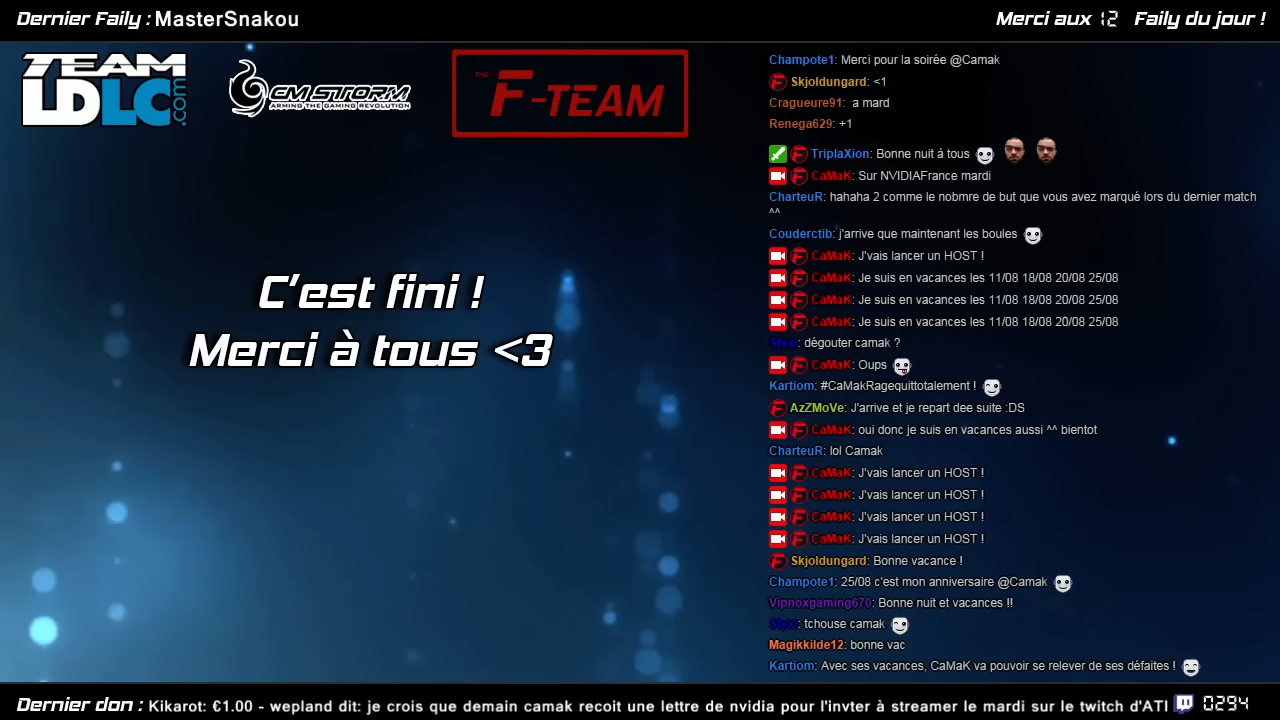 Dernier Faily : MasterSnakou
Merci aux 12 Faily du jour !
TEAM
LDLC.com
CM STORM
ARMING THE GAMING REVOLUTION
THE
F-TEAM
C'est fini !
Merci à tous <3
Champote1: Merci pour la soirée @Camak
Skjoldungard: <1
Cragueure91: a mard
Renega629: +1
TriplaXion: Bonne nuit à tous
CaMaK: Sur NVIDIAFrance mardi
CharteuR: hahaha 2 comme le nobmre de but que vous avez marqué lors du dernier match
^^
Couderctib: j'arrive que maintenant les boules
CaMaK: J'vais lancer un HOST !
CaMaK: Je suis en vacances les 11/08 18/08 20/08 25/08
CaMaK: Je suis en vacances les 11/08 18/08 20/08 25/08
CaMaK: Je suis en vacances les 11/08 18/08 20/08 25/08
: dégouter camak ?
CaMaK: Oups
Kartiom: #CaMakRagequittotalement !
AzZMoVe: J'arrive et je repart dee suite :DS
CaMaK: oui donc je suis en vacances aussi ^^ bientot
CharteuR: lol Camak
CaMaK: J'vais lancer un HOST !
CaMaK: J'vais lancer un HOST !
CaMaK: J'vais lancer un HOST !
CaMaK: J'vais lancer un HOST !
Skjoldungard: Bonne vacance !
Champote1: 25/08 c'est mon anniversaire @Camak
Vipnoxgaming670: Bonne nuit et vacances !!
: tchouse camak
Magikkilde12: bonne vac
Kartiom: Avec ses vacances, CaMaK va pouvoir se relever de ses défaites !
Dernier don : Kikarot: €1.00 - wepland dit: je crois que demain camak recoit une lettre de nvidia pour l'invter à streamer le mardi sur le twitch d'ATI 0294